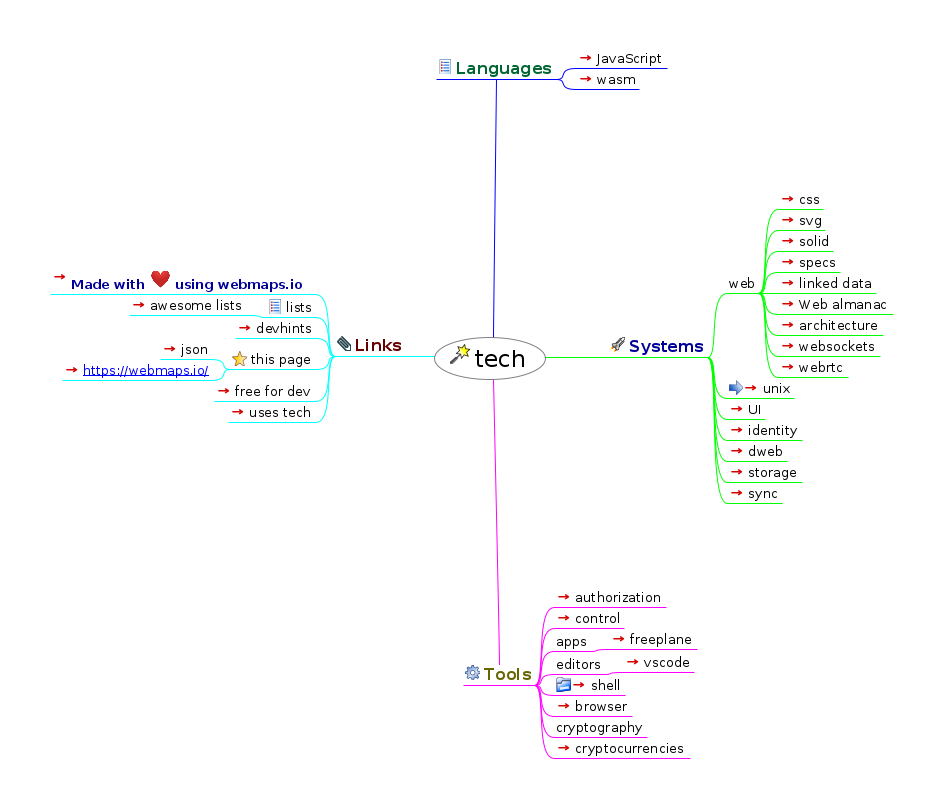 Languages
JavaScript
wasm
tech
Systems
web
css
svg
solid
specs
linked data
Web almanac
architecture
websockets
webrtc
unix
UI
identity
dweb
storage
sync
Links
Made with ❤ using webmaps.io
lists
awesome lists
devhints
this page
json
https://webmaps.io/
free for dev
uses tech
Tools
authorization
control
apps
freeplane
editors
vscode
shell
browser
cryptography
cryptocurrencies